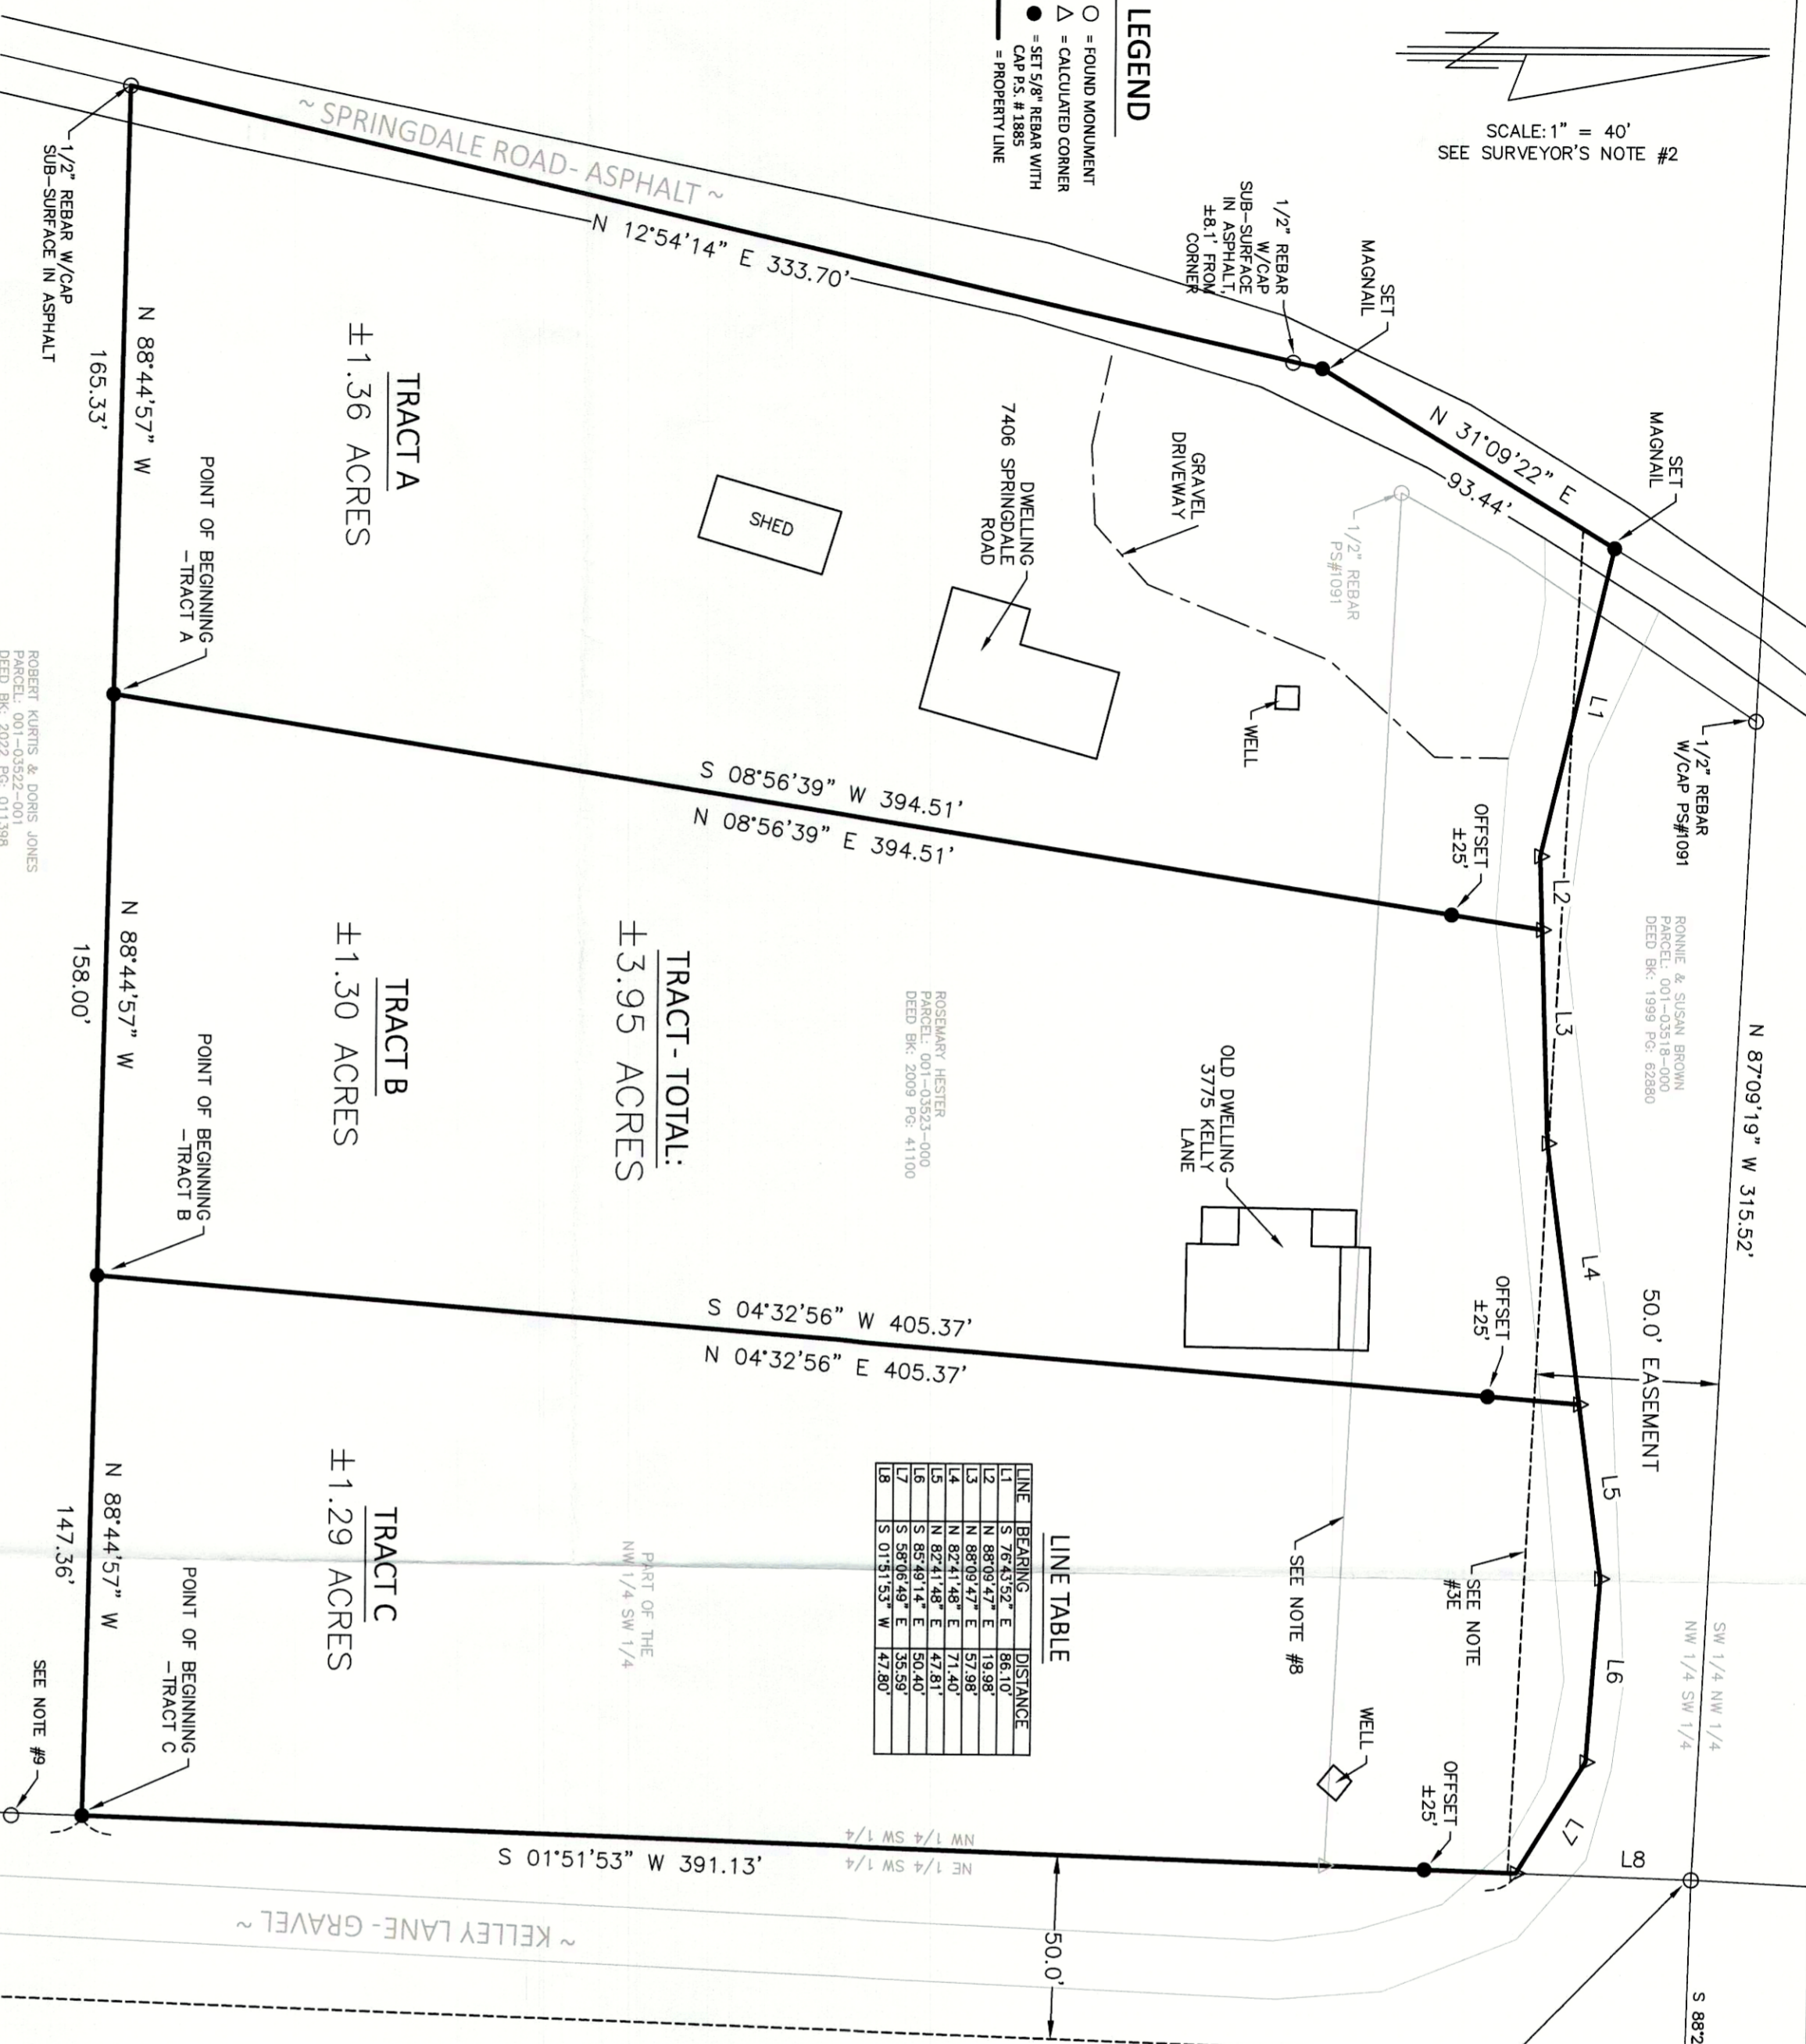 SCALE: 1" = 40'
SEE SURVEYOR'S NOTE #2
LEGEND
= FOUND MONUMENT
= CALCULATED CORNER
= SET 5/8" REBAR WITH
CAP P.S. # 1885
= PROPERTY LINE
~ SPRINGDALE ROAD- ASPHALT ~
N 12°54'14" E 333.70'
1/2" REBAR W/CAP
SUB-SURFACE IN ASPHALT
1/2" REBAR
W/CAP
SUB-SURFACE
IN ASPHALT,
±8.1' FROM
CORNER
SET
MAGNAIL
N 31°09'22" E
93.44'
SET
MAGNAIL
1/2" REBAR
PS#1091
1/2" REBAR
W/CAP PS#1091
GRAVEL
DRIVEWAY
DWELLING
7406 SPRINGDALE
ROAD
SHED
WELL
TRACT A
±1.36 ACRES
N 88°44'57" W
165.33'
POINT OF BEGINNING
-TRACT A
S 08°56'39" W 394.51'
N 08°56'39" E 394.51'
OFFSET
±25'
L1
L2
L3
L4
L5
L6
L7
L8
RONNIE & SUSAN BROWN
PARCEL: 001-03518-000
DEED BK: 1999 PG: 62880
N 87°09'19" W 315.52'
50.0' EASEMENT
ROSEMARY HESTER
PARCEL: 001-03523-000
DEED BK: 2009 PG: 41100
TRACT- TOTAL:
±3.95 ACRES
TRACT B
±1.30 ACRES
N 88°44'57" W
158.00'
POINT OF BEGINNING
-TRACT B
ROBERT KURTIS & DORIS JONES
PARCEL: 001-03522-001
DEED BK: 2022 PG: 011398
OLD DWELLING
3775 KELLY
LANE
S 04°32'56" W 405.37'
N 04°32'56" E 405.37'
OFFSET
±25'
LINE TABLE
LINE BEARING DISTANCE
L1 S 76°43'52" E 86.10'
L2 N 88°09'47" E 19.98'
L3 N 88°09'47" E 57.98'
L4 N 82°41'48" E 71.40'
L5 N 82°41'48" E 47.81'
L6 S 85°49'14" E 50.40'
L7 S 58°06'49" E 35.59'
L8 S 01°51'53" W 47.80'
SEE NOTE #8
SEE NOTE
#3E
SW 1/4 NW 1/4
NW 1/4 SW 1/4
PART OF THE
NW 1/4 SW 1/4
TRACT C
±1.29 ACRES
N 88°44'57" W
147.36'
POINT OF BEGINNING
-TRACT C
SEE NOTE #9
WELL
OFFSET
±25'
NW 1/4 SW 1/4
NE 1/4 SW 1/4
S 01°51'53" W 391.13'
~ KELLEY LANE- GRAVEL ~
50.0'
S 88°2